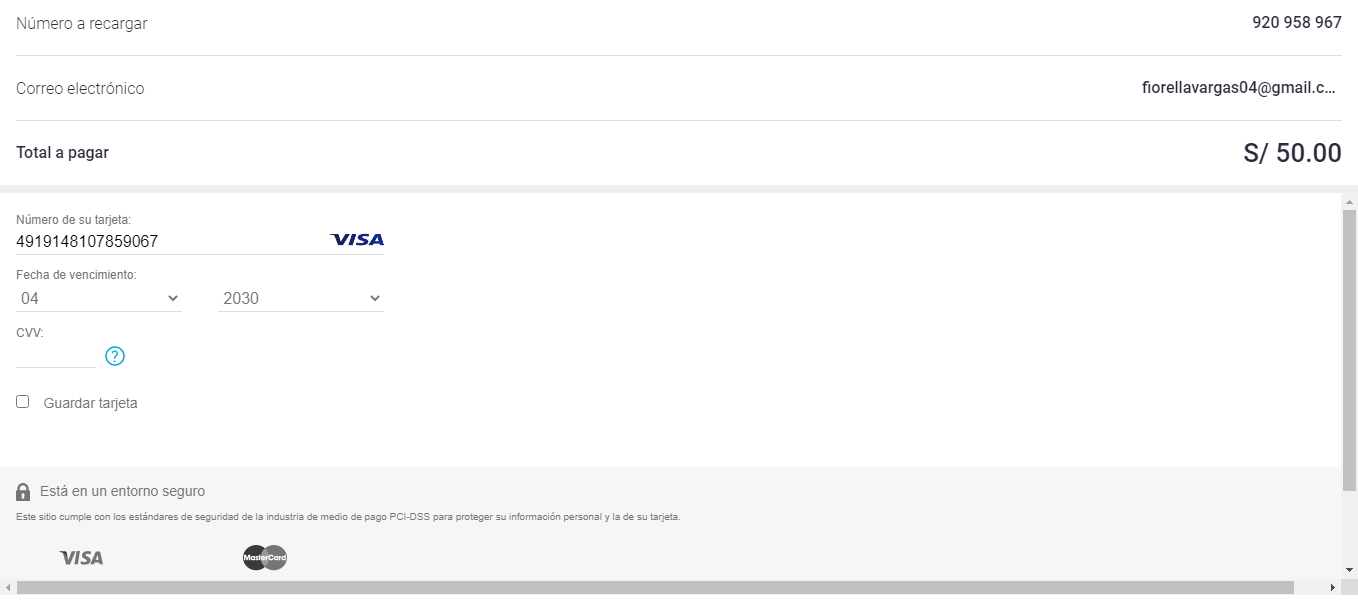 Número a recargar 920 958 967
Correo electrónico fiorellavargas04@gmail.c...
Total a pagar S/ 50.00
Número de su tarjeta:
4919148107859067 VISA
Fecha de vencimiento:
04 2030
CVV:
?
Guardar tarjeta
Está en un entorno seguro
Este sitio cumple con los estándares de seguridad de la industria de medio de pago PCI-DSS para proteger su información personal y la de su tarjeta.
VISA MasterCard